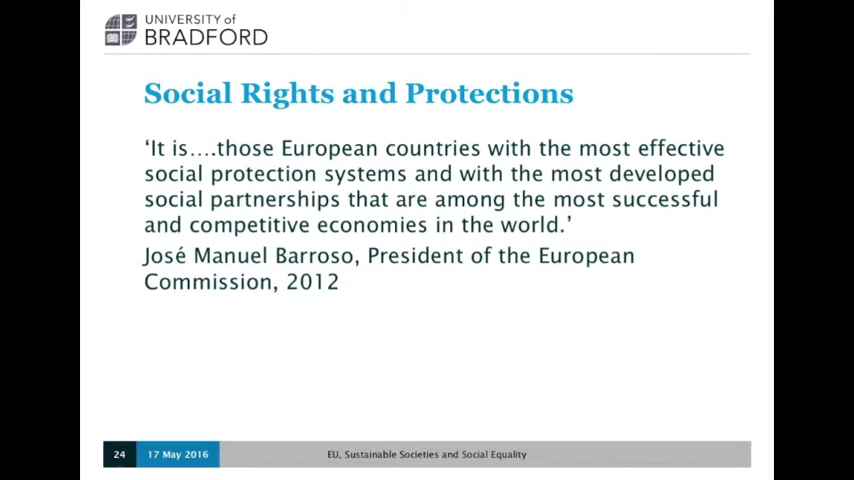 UNIVERSITY of
BRADFORD
Social Rights and Protections
‘It is....those European countries with the most effective
social protection systems and with the most developed
social partnerships that are among the most successful
and competitive economies in the world.’
José Manuel Barroso, President of the European
Commission, 2012
24 17 May 2016 EU, Sustainable Societies and Social Equality